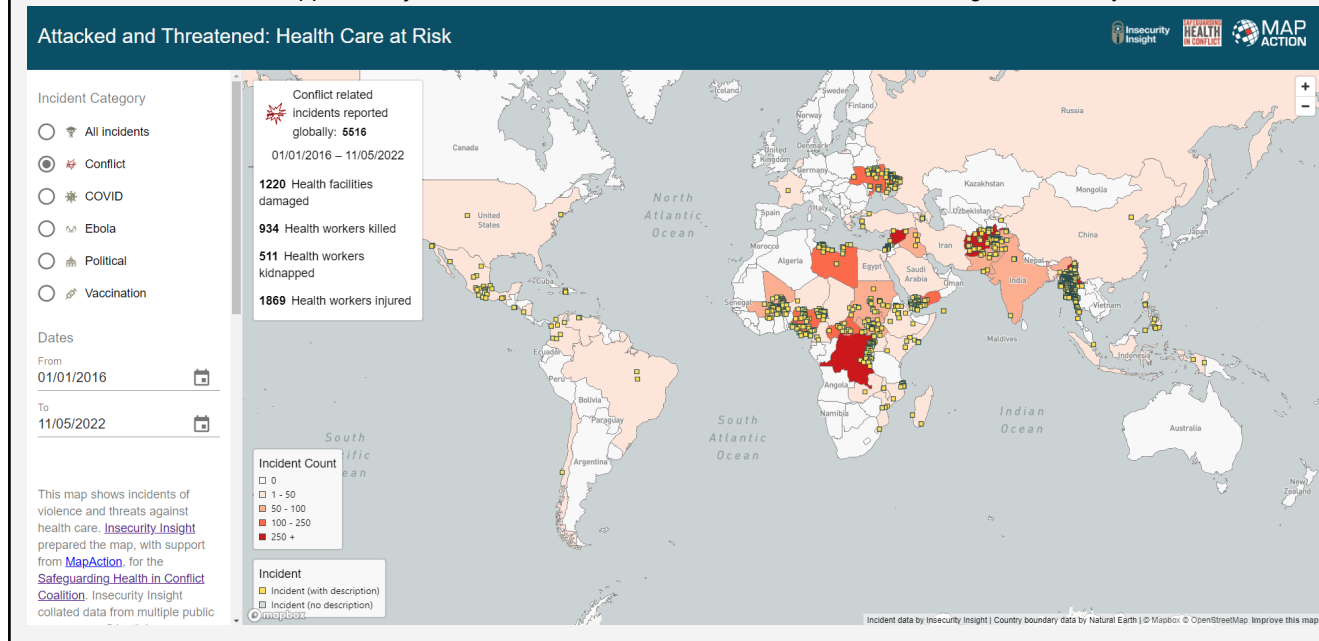 Attacked and Threatened: Health Care at Risk
Insecurity
Insight
SAFEGUARDING
HEALTH
IN CONFLICT
MAP
ACTION
Incident Category
All incidents
Conflict
COVID
Ebola
Political
Vaccination
Dates
From
01/01/2016
To
11/05/2022
This map shows incidents of
violence and threats against
health care. Insecurity Insight
prepared the map, with support
from MapAction, for the
Safeguarding Health in Conflict
Coalition. Insecurity Insight
collated data from multiple public
Conflict related
incidents reported
globally: 5516
01/01/2016 – 11/05/2022
1220 Health facilities
damaged
934 Health workers killed
511 Health workers
kidnapped
1869 Health workers injured
Incident Count
0
1 - 50
50 - 100
100 - 250
250 +
Incident
Incident (with description)
Incident (no description)
mapbox
+
−
Iceland
Sweden
Finland
Norway
Russia
Canada
United
Kingdom
Denmark
Germany
Kazakhstan
Mongolia
North
Atlantic
Ocean
United
States
Spain
Italy
Uzbekistan
China
Japan
Morocco
Algeria
Egypt
Iran
Saudi
Arabia
Oman
Nepal
India
Cuba
Senegal
Vietnam
Maldives
Ecuador
Indonesia
Peru
Angola
Bolivia
Namibia
Paraguay
South
Atlantic
Ocean
Indian
Ocean
Australia
South
Argentina
New
Zealand
Incident data by Insecurity Insight | Country boundary data by Natural Earth | © Mapbox © OpenStreetMap Improve this map